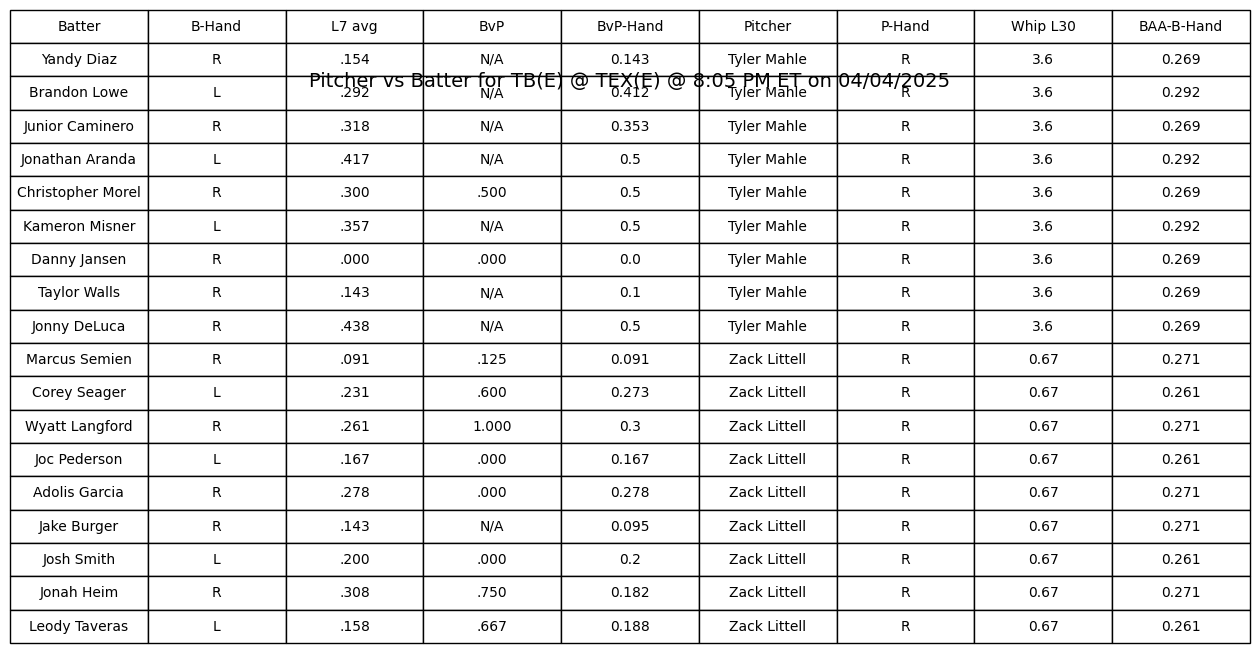 Batter B-Hand L7 avg BvP BvP-Hand Pitcher P-Hand Whip L30 BAA-B-Hand
Yandy Diaz R .154 N/A 0.143 Tyler Mahle R 3.6 0.269
Pitcher vs Batter for TB(E) @ TEX(E) @ 8:05 PM ET on 04/04/2025
Brandon Lowe L .292 N/A 0.412 Tyler Mahle R 3.6 0.292
Junior Caminero R .318 N/A 0.353 Tyler Mahle R 3.6 0.269
Jonathan Aranda L .417 N/A 0.5 Tyler Mahle R 3.6 0.292
Christopher Morel R .300 .500 0.5 Tyler Mahle R 3.6 0.269
Kameron Misner L .357 N/A 0.5 Tyler Mahle R 3.6 0.292
Danny Jansen R .000 .000 0.0 Tyler Mahle R 3.6 0.269
Taylor Walls R .143 N/A 0.1 Tyler Mahle R 3.6 0.269
Jonny DeLuca R .438 N/A 0.5 Tyler Mahle R 3.6 0.269
Marcus Semien R .091 .125 0.091 Zack Littell R 0.67 0.271
Corey Seager L .231 .600 0.273 Zack Littell R 0.67 0.261
Wyatt Langford R .261 1.000 0.3 Zack Littell R 0.67 0.271
Joc Pederson L .167 .000 0.167 Zack Littell R 0.67 0.261
Adolis Garcia R .278 .000 0.278 Zack Littell R 0.67 0.271
Jake Burger R .143 N/A 0.095 Zack Littell R 0.67 0.271
Josh Smith L .200 .000 0.2 Zack Littell R 0.67 0.261
Jonah Heim R .308 .750 0.182 Zack Littell R 0.67 0.271
Leody Taveras L .158 .667 0.188 Zack Littell R 0.67 0.261